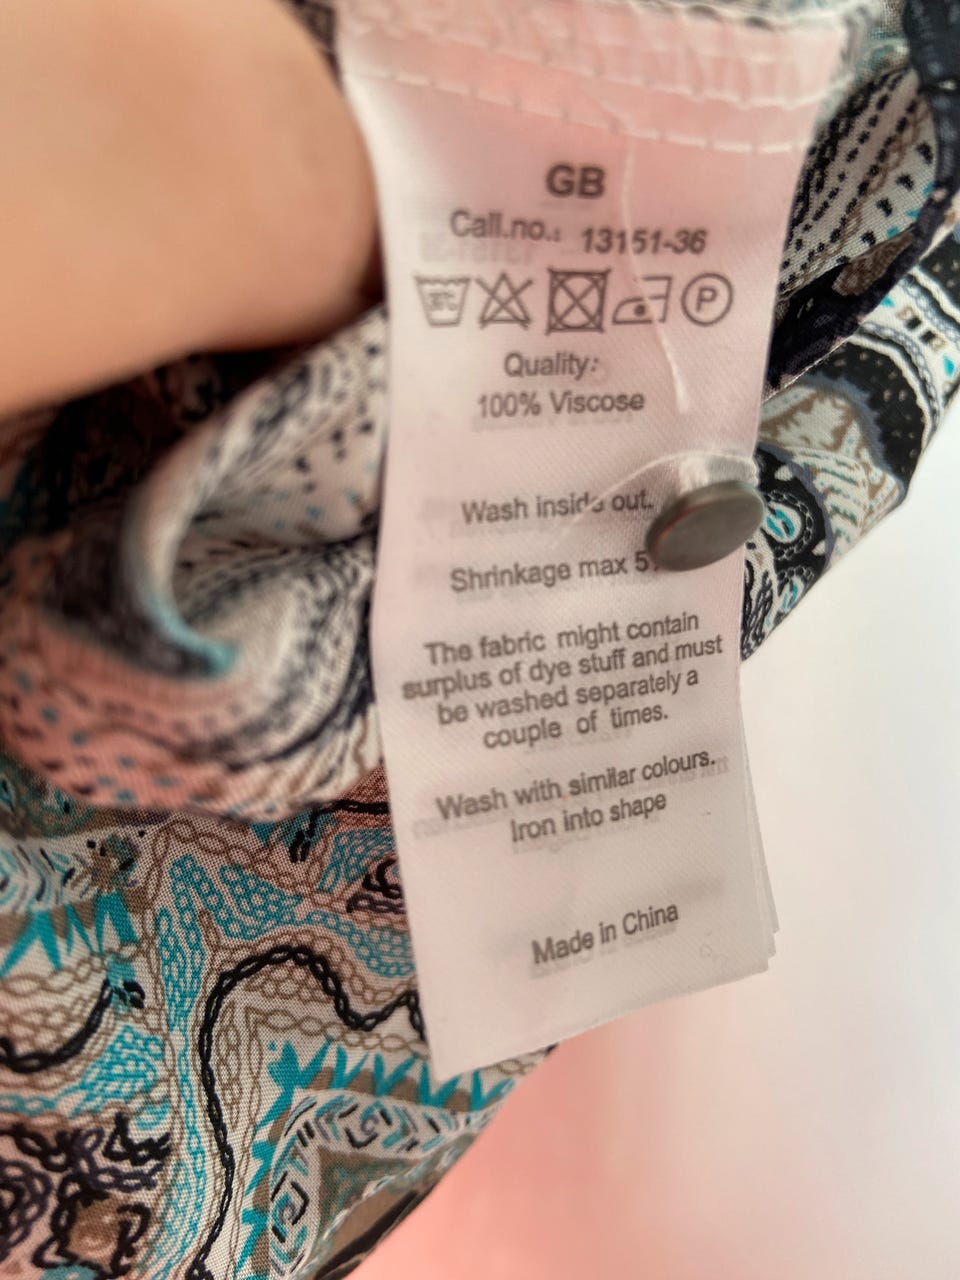 GB
Call.no.: 13151-36
P
Quality:
100% Viscose
Wash inside out.
Shrinkage max 5
The fabric might contain
surplus of dye stuff and must
be washed separately a
couple of times.
Wash with similar colours.
Iron into shape
Made in China